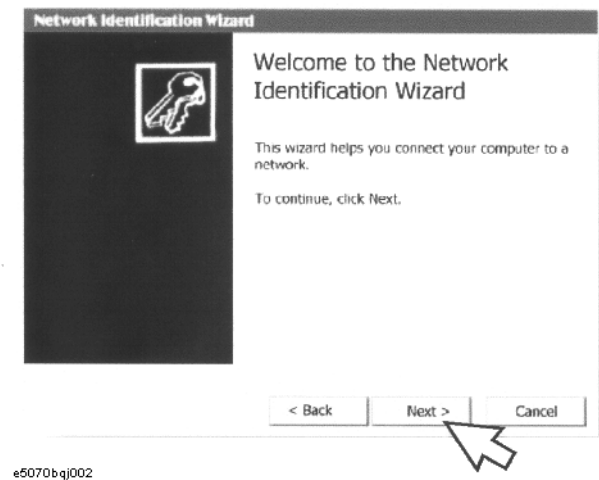 Network Identification Wizard
Welcome to the Network
Identification Wizard
This wizard helps you connect your computer to a
network.
To continue, click Next.
< Back
Next >
Cancel
e5070bqj002